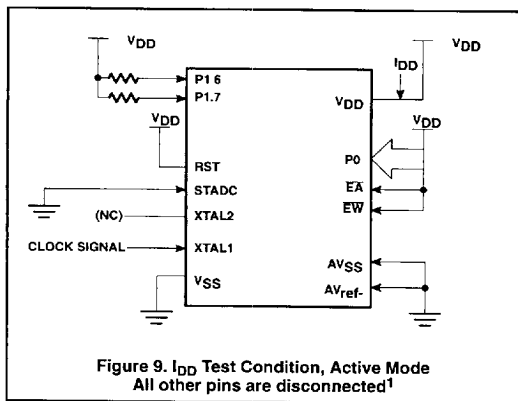 VDD
P1 6
P1.7
VDD
RST
STADC
(NC)
XTAL2
CLOCK SIGNAL
XTAL1
VSS
VDD
IDD
VDD
VDD
P0
EA
EW
AVSS
AVref-
Figure 9. IDD Test Condition, Active Mode
All other pins are disconnected1